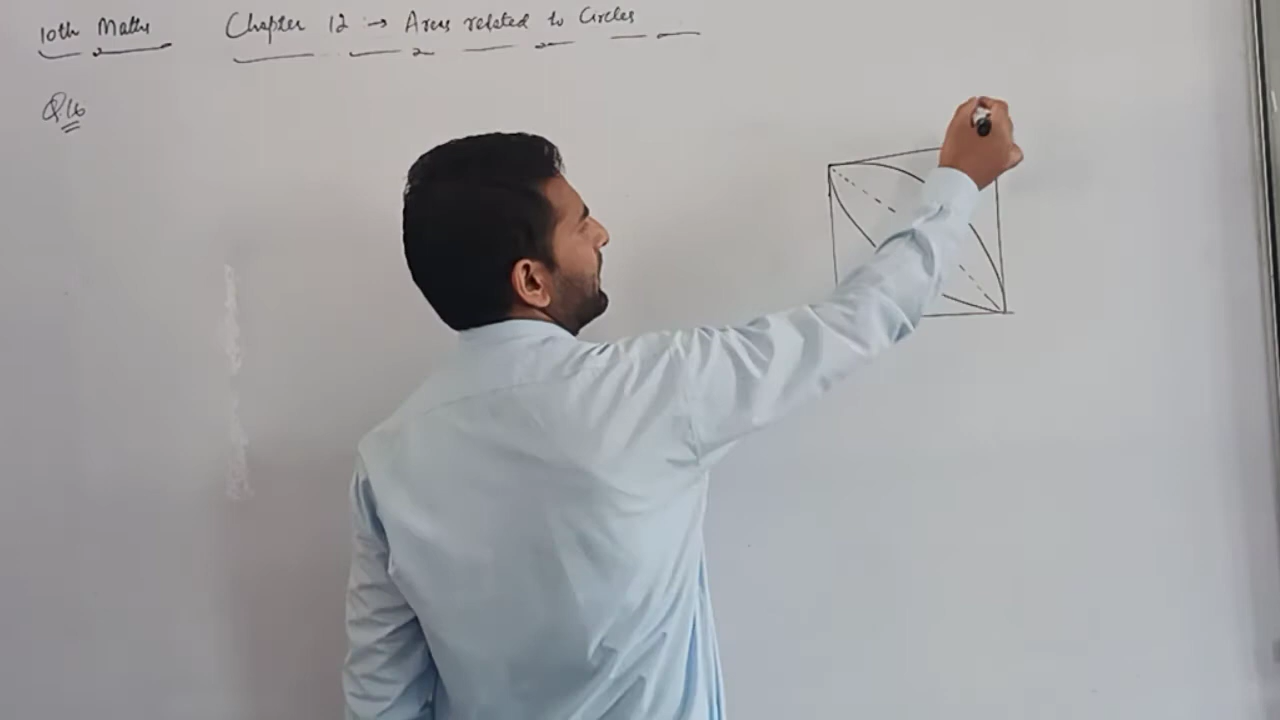 10th Maths Chapter 12 :→ Areas related to Circles
Q.16